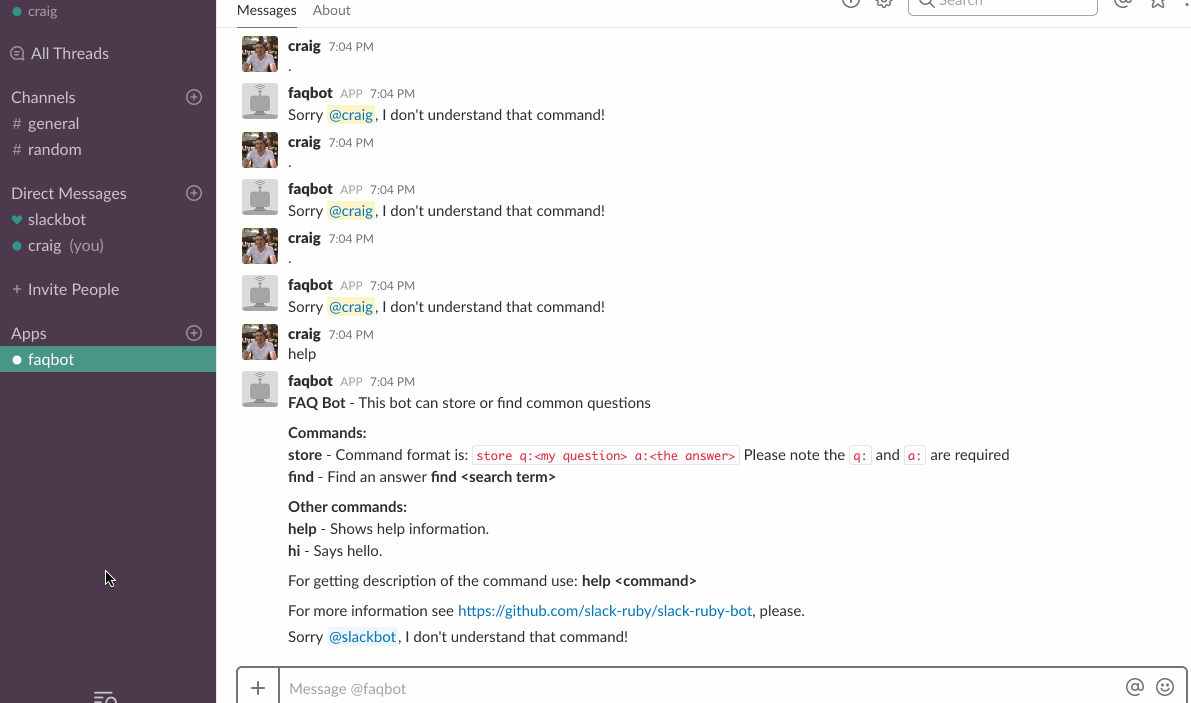 craig
All Threads
Channels
# general
# random
Direct Messages
slackbot
craig (you)
+ Invite People
Apps
faqbot
Messages About
Search
craig 7:04 PM
.
faqbot APP 7:04 PM
Sorry @craig, I don't understand that command!
craig 7:04 PM
.
faqbot APP 7:04 PM
Sorry @craig, I don't understand that command!
craig 7:04 PM
.
faqbot APP 7:04 PM
Sorry @craig, I don't understand that command!
craig 7:04 PM
help
faqbot APP 7:04 PM
FAQ Bot - This bot can store or find common questions
Commands:
store - Command format is: store q:<my question> a:<the answer> Please note the q: and a: are required
find - Find an answer find <search term>
Other commands:
help - Shows help information.
hi - Says hello.
For getting description of the command use: help <command>
For more information see https://github.com/slack-ruby/slack-ruby-bot, please.
Sorry @slackbot, I don't understand that command!
+ Message @faqbot @